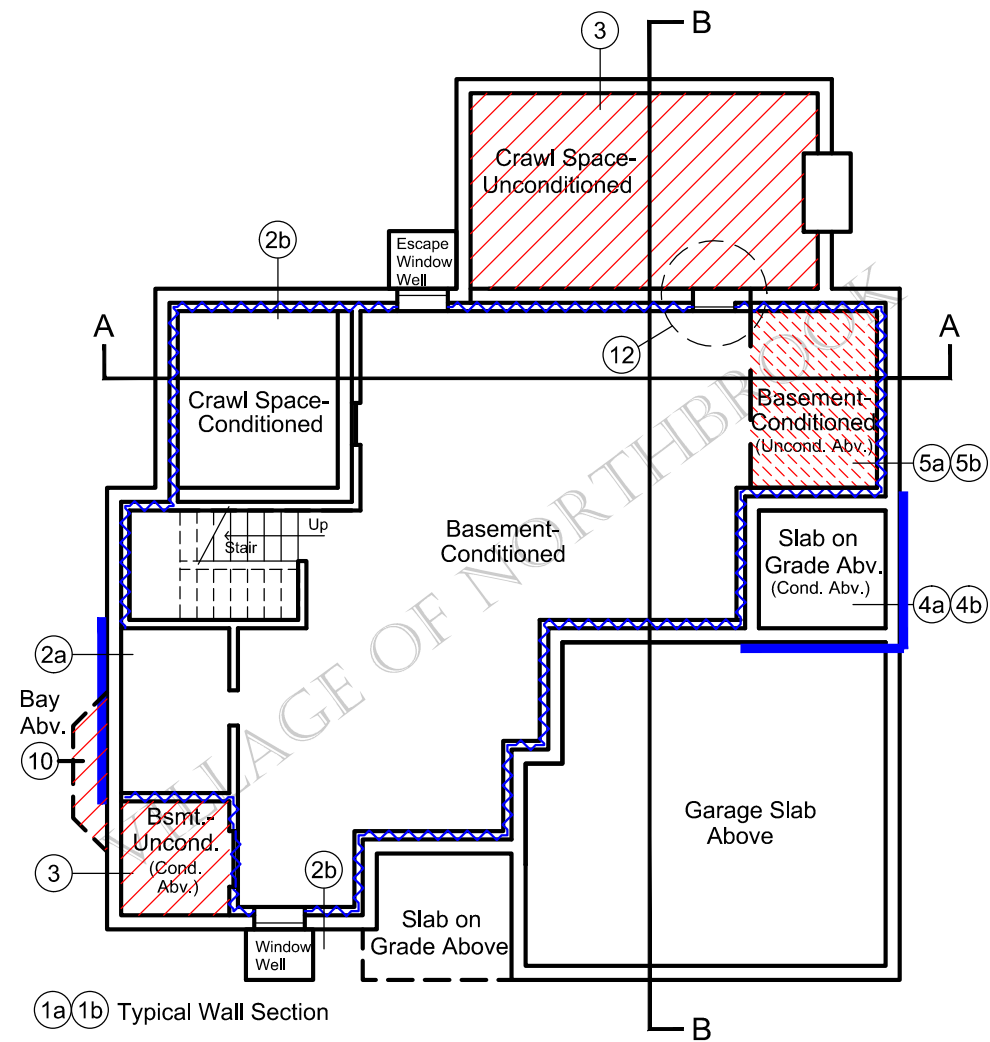 B
3
Crawl Space-
Unconditioned
2b
Escape
Window
Well
A
A
12
Crawl Space-
Conditioned
Basement-
Conditioned
(Uncond. Abv.)
5a 5b
Up
Stair
Basement-
Conditioned
Slab on
Grade Abv.
(Cond. Abv.)
4a 4b
2a
Bay
Abv.
10
VILLAGE OF NORTHBROOK
Bsmt.-
Uncond.
(Cond.
Abv.)
3
Garage Slab
Above
2b
Slab on
Grade Above
Window
Well
1a 1b Typical Wall Section
B